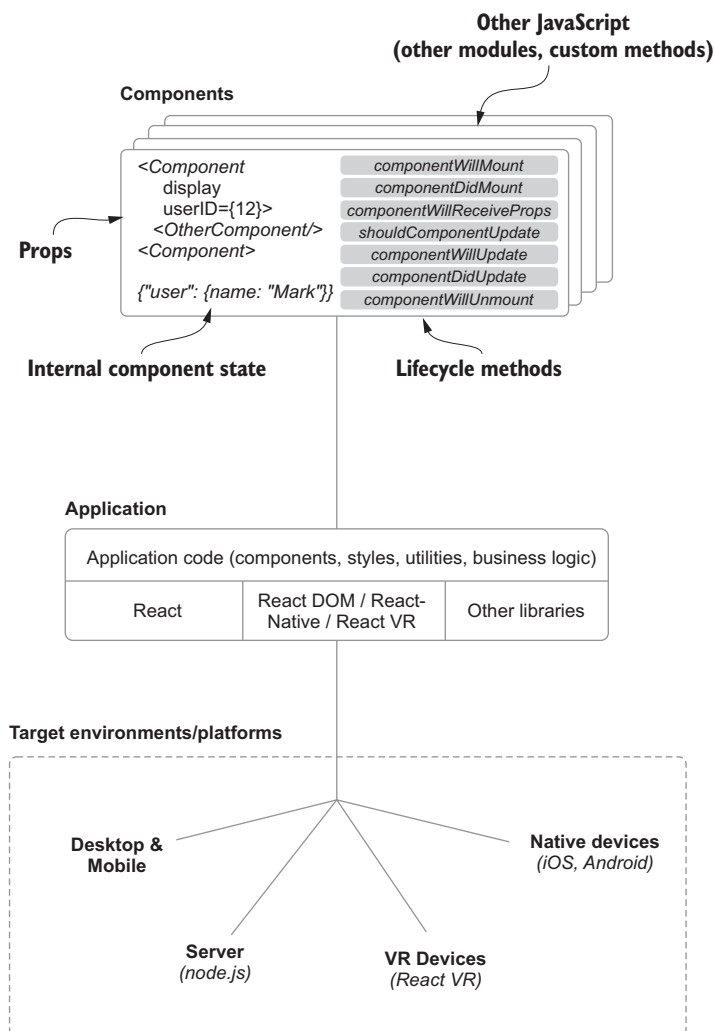 Other JavaScript
(other modules, custom methods)
Components
<Component
display
userID={12}>
<OtherComponent/>
<Component>
{"user": {name: "Mark"}}
componentWillMount
componentDidMount
componentWillReceiveProps
shouldComponentUpdate
componentWillUpdate
componentDidUpdate
componentWillUnmount
Props
Internal component state
Lifecycle methods
Application
Application code (components, styles, utilities, business logic)
React
React DOM / React-
Native / React VR
Other libraries
Target environments/platforms
Desktop &
Mobile
Native devices
(iOS, Android)
Server
(node.js)
VR Devices
(React VR)